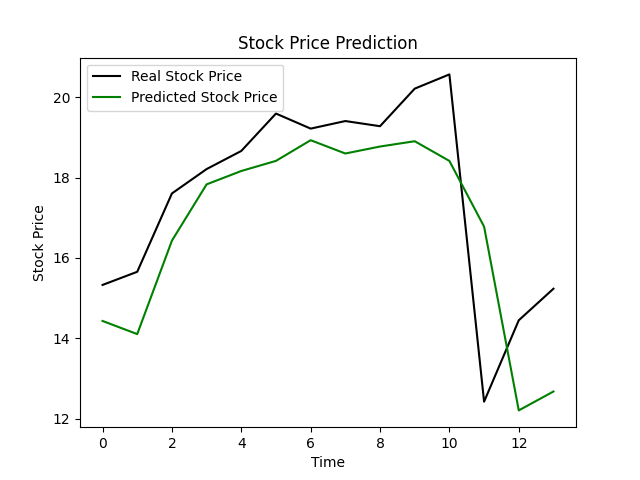 Stock Price Prediction
Real Stock Price
Predicted Stock Price
20
18
16
14
12
Stock Price
0 2 4 6 8 10 12
Time